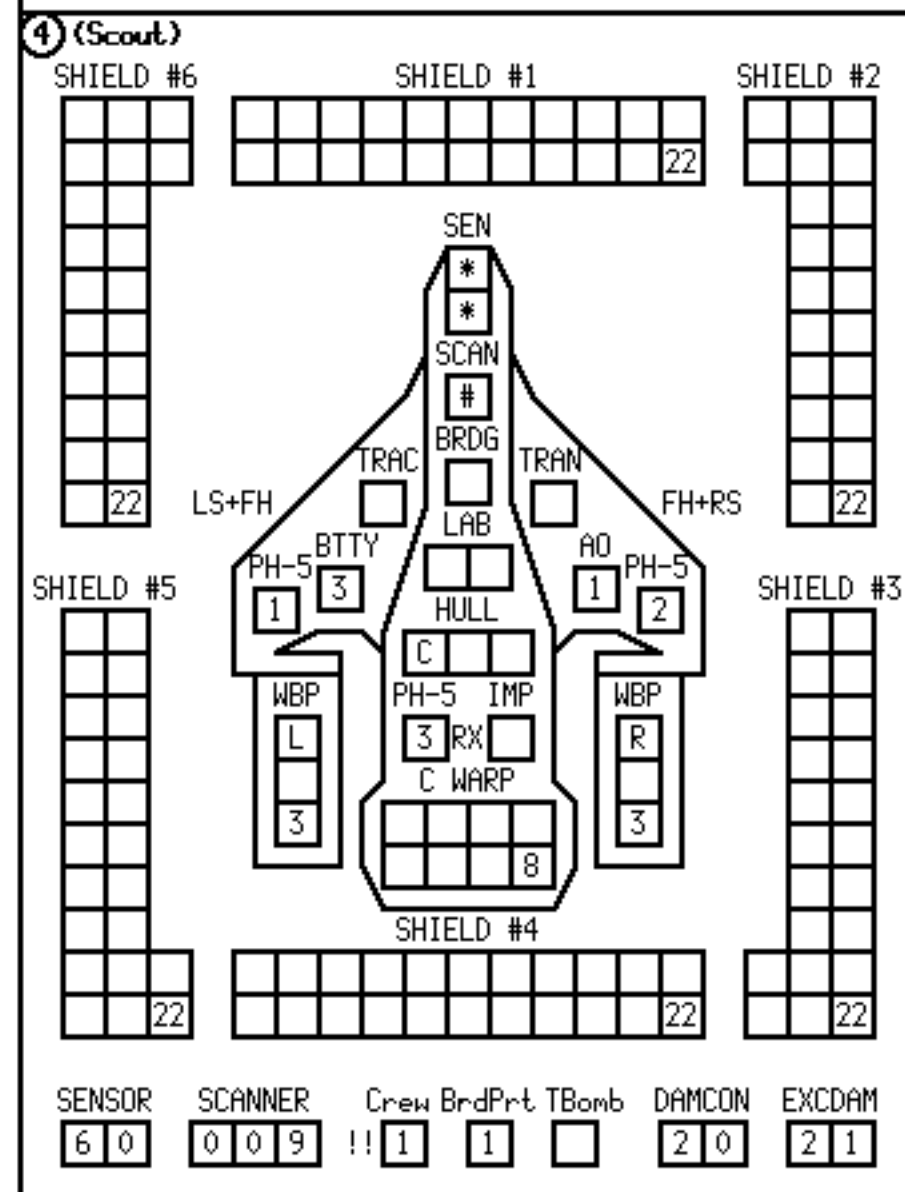 4 (Scout)
SHIELD #6 SHIELD #1 SHIELD #2
22
SEN
*
*
SCAN
#
BRDG
TRAC TRAN
22 LS+FH FH+RS 22
LAB
BTTY AO
PH-5 3 1 PH-5
SHIELD #5 1 2 SHIELD #3
HULL
C
WBP PH-5 IMP WBP
L 3 RX R
C WARP
3 3
8
SHIELD #4
22 22 22
SENSOR SCANNER Crew BrdPrt TBomb DAMCON EXCDAM
6 0 0 0 9 !! 1 1 2 0 2 1